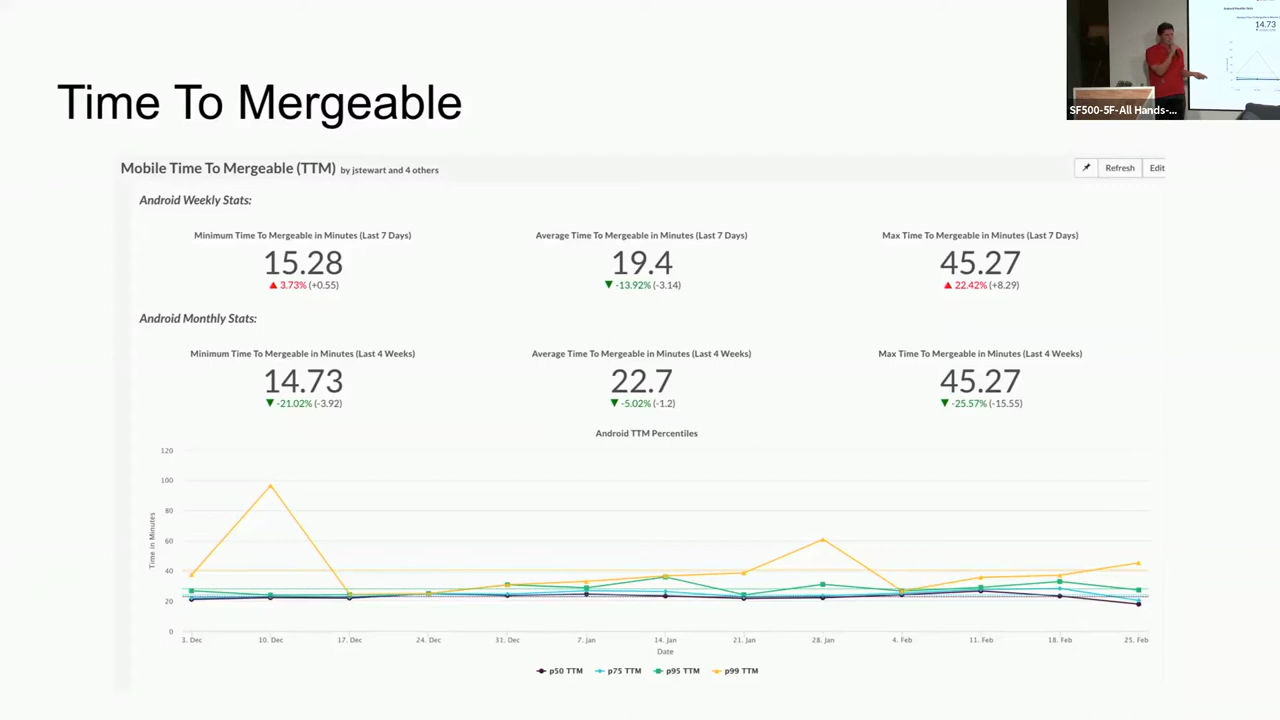 Time To Mergeable
SF500-5F-All Hands-...
14.73
Mobile Time To Mergeable (TTM) by jstewart and 4 others
Refresh
Edit
Android Weekly Stats:
Minimum Time To Mergeable in Minutes (Last 7 Days)
Average Time To Mergeable in Minutes (Last 7 Days)
Max Time To Mergeable in Minutes (Last 7 Days)
15.28
19.4
45.27
▲ 3.73% (+0.55)
▼ -13.92% (-3.14)
▲ 22.42% (+8.29)
Android Monthly Stats:
Minimum Time To Mergeable in Minutes (Last 4 Weeks)
Average Time To Mergeable in Minutes (Last 4 Weeks)
Max Time To Mergeable in Minutes (Last 4 Weeks)
14.73
22.7
45.27
▼ -21.02% (-3.92)
▼ -5.02% (-1.2)
▼ -25.57% (-15.55)
Android TTM Percentiles
Time in Minutes
120
100
80
60
40
20
0
3. Dec
10. Dec
17. Dec
24. Dec
31. Dec
7. Jan
14. Jan
21. Jan
28. Jan
4. Feb
11. Feb
18. Feb
25. Feb
Date
p50 TTM
p75 TTM
p95 TTM
p99 TTM